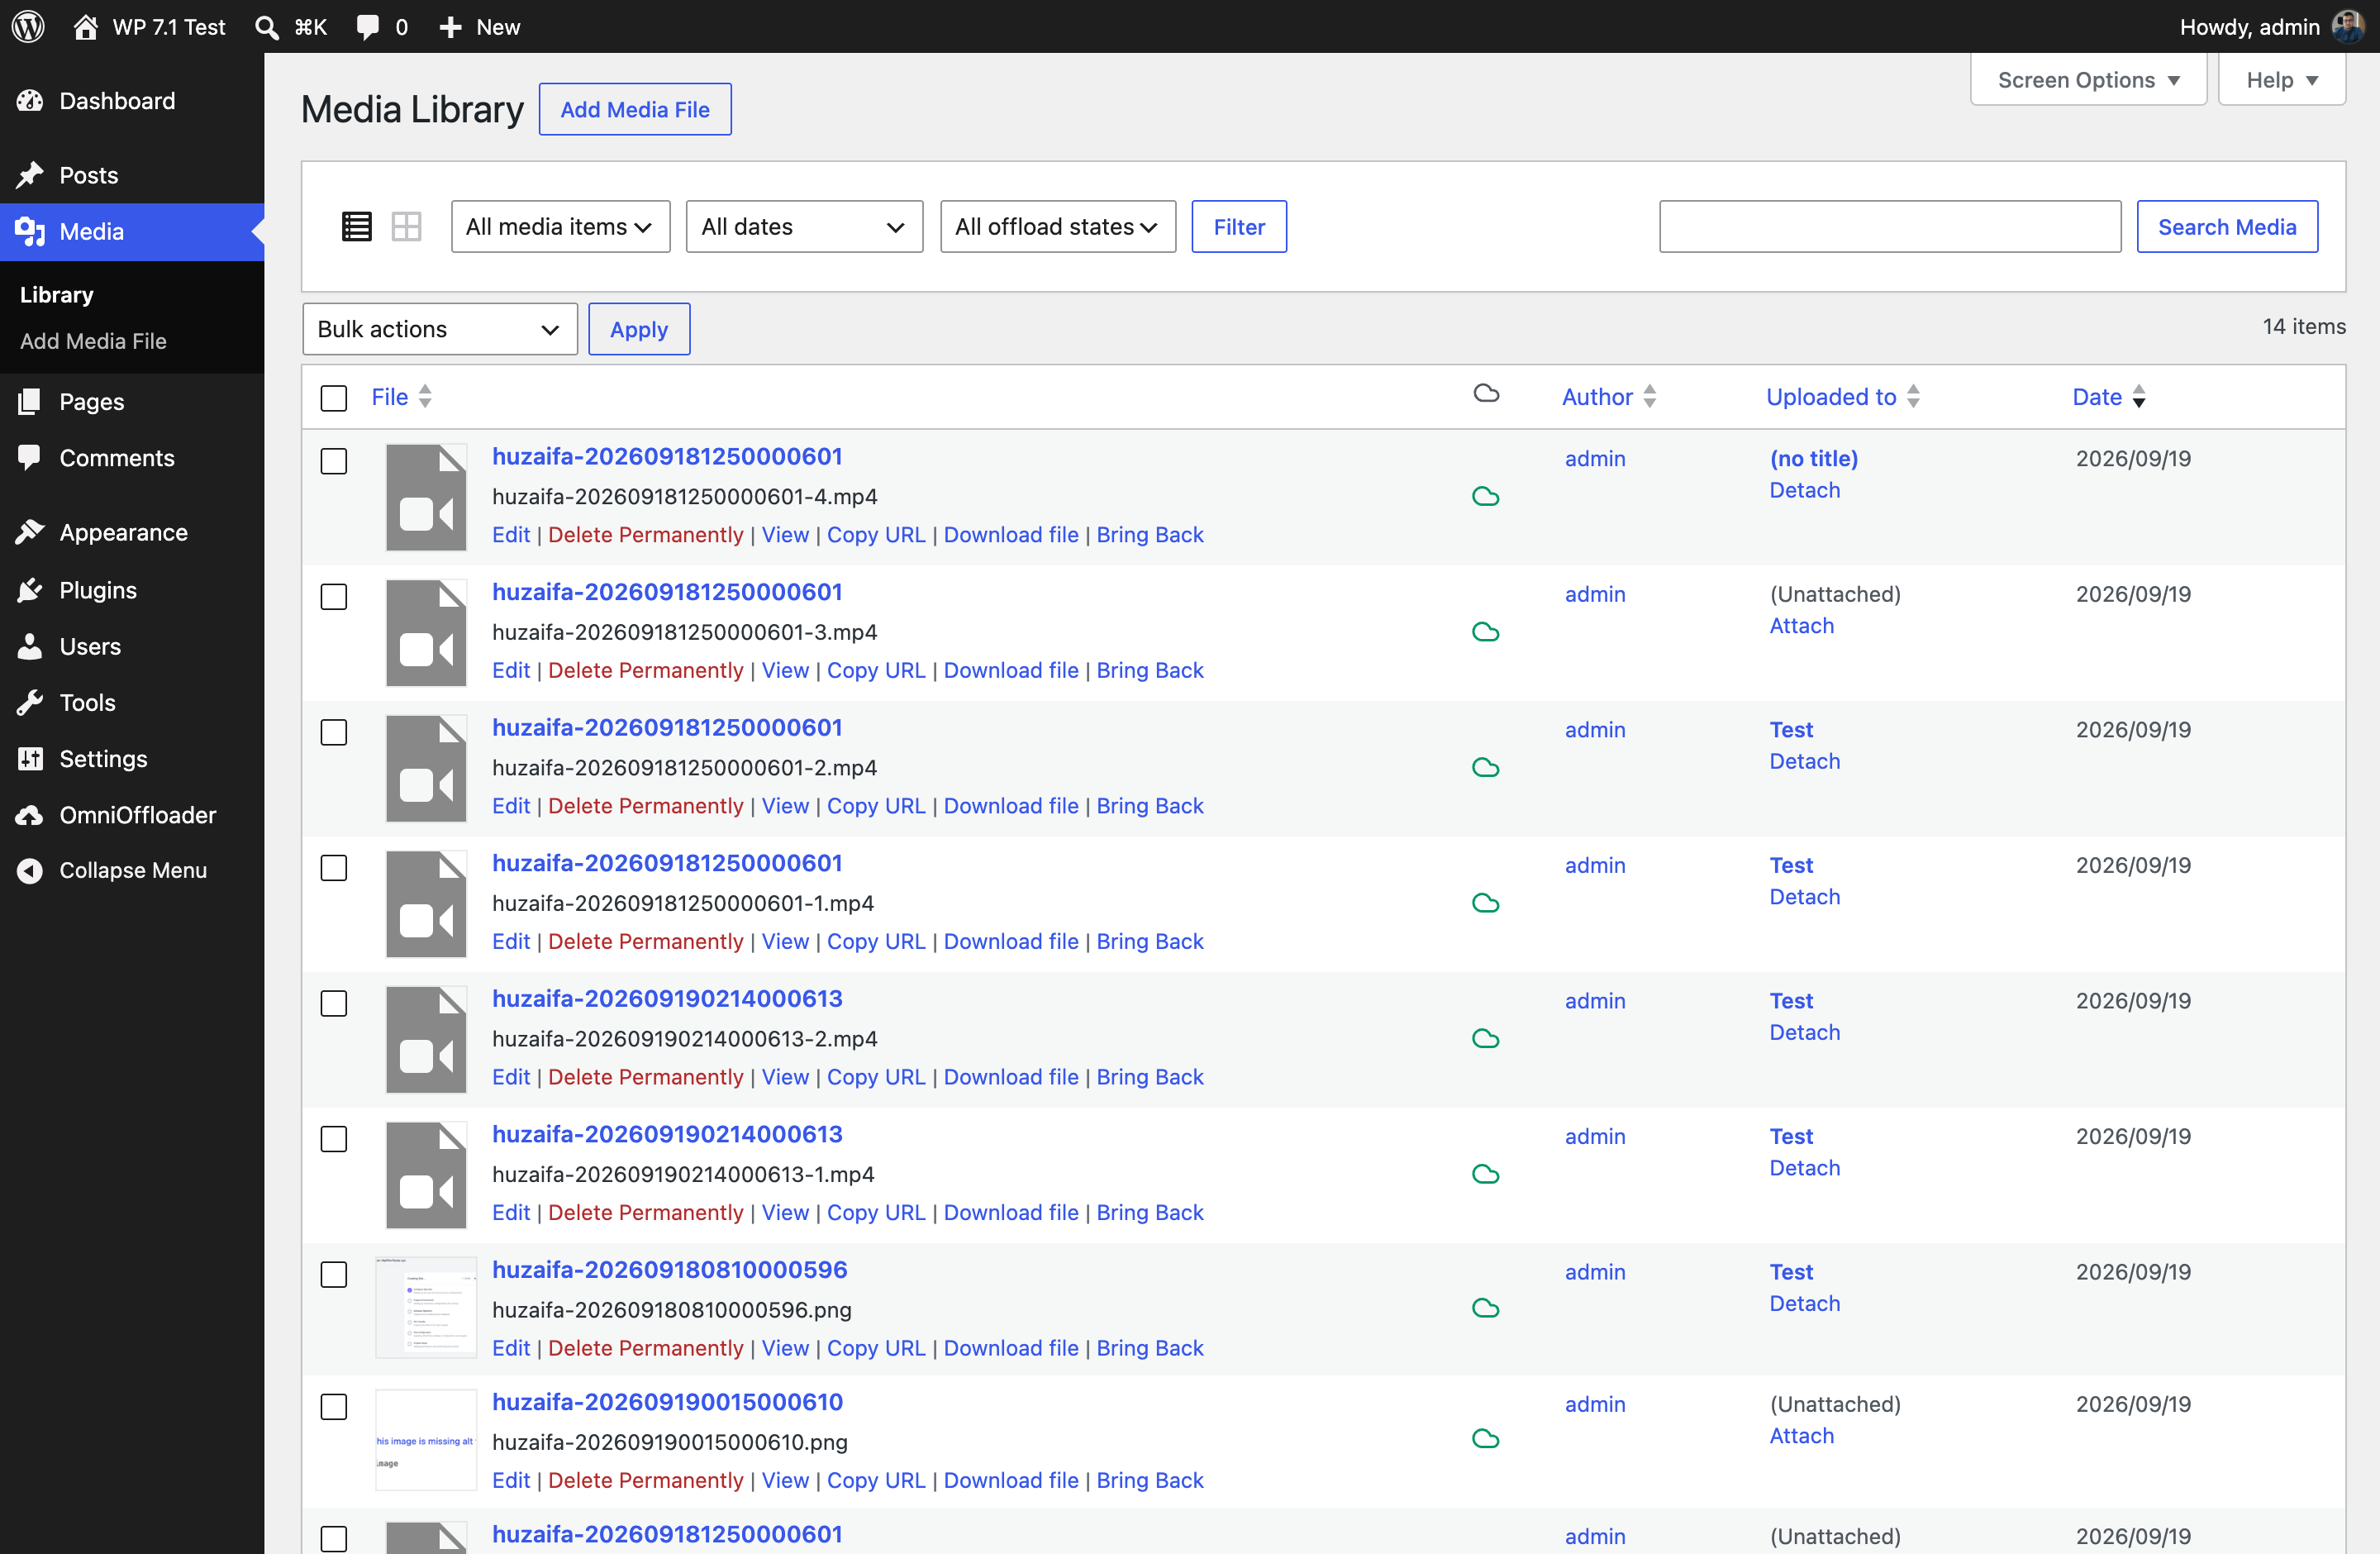 WP 7.1 Test ⌘K 0 New Howdy, admin
Dashboard
Posts
Media
Library
Add Media File
Pages
Comments
Appearance
Plugins
Users
Tools
Settings
OmniOffloader
Collapse Menu
Screen Options Help
Media Library Add Media File
All media items All dates All offload states Filter Search Media
Bulk actions Apply 14 items
File Author Uploaded to Date
huzaifa-202609181250000601 admin (no title) 2026/09/19
huzaifa-202609181250000601-4.mp4 Detach
Edit | Delete Permanently | View | Copy URL | Download file | Bring Back
huzaifa-202609181250000601 admin (Unattached) 2026/09/19
huzaifa-202609181250000601-3.mp4 Attach
Edit | Delete Permanently | View | Copy URL | Download file | Bring Back
huzaifa-202609181250000601 admin Test 2026/09/19
huzaifa-202609181250000601-2.mp4 Detach
Edit | Delete Permanently | View | Copy URL | Download file | Bring Back
huzaifa-202609181250000601 admin Test 2026/09/19
huzaifa-202609181250000601-1.mp4 Detach
Edit | Delete Permanently | View | Copy URL | Download file | Bring Back
huzaifa-202609190214000613 admin Test 2026/09/19
huzaifa-202609190214000613-2.mp4 Detach
Edit | Delete Permanently | View | Copy URL | Download file | Bring Back
huzaifa-202609190214000613 admin Test 2026/09/19
huzaifa-202609190214000613-1.mp4 Detach
Edit | Delete Permanently | View | Copy URL | Download file | Bring Back
huzaifa-202609180810000596 admin Test 2026/09/19
huzaifa-202609180810000596.png Detach
Edit | Delete Permanently | View | Copy URL | Download file | Bring Back
huzaifa-202609190015000610 admin (Unattached) 2026/09/19
his image is missing alt
image
huzaifa-202609190015000610.png Attach
Edit | Delete Permanently | View | Copy URL | Download file | Bring Back
huzaifa-202609181250000601 admin (Unattached) 2026/09/19